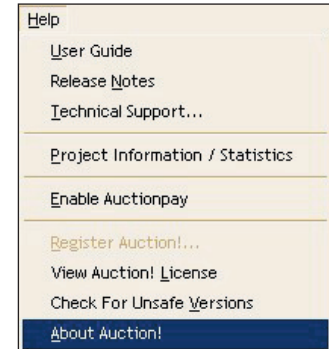 Help
User Guide
Release Notes
Technical Support...
Project Information / Statistics
Enable Auctionpay
Register Auction!...
View Auction! License
Check For Unsafe Versions
About Auction!